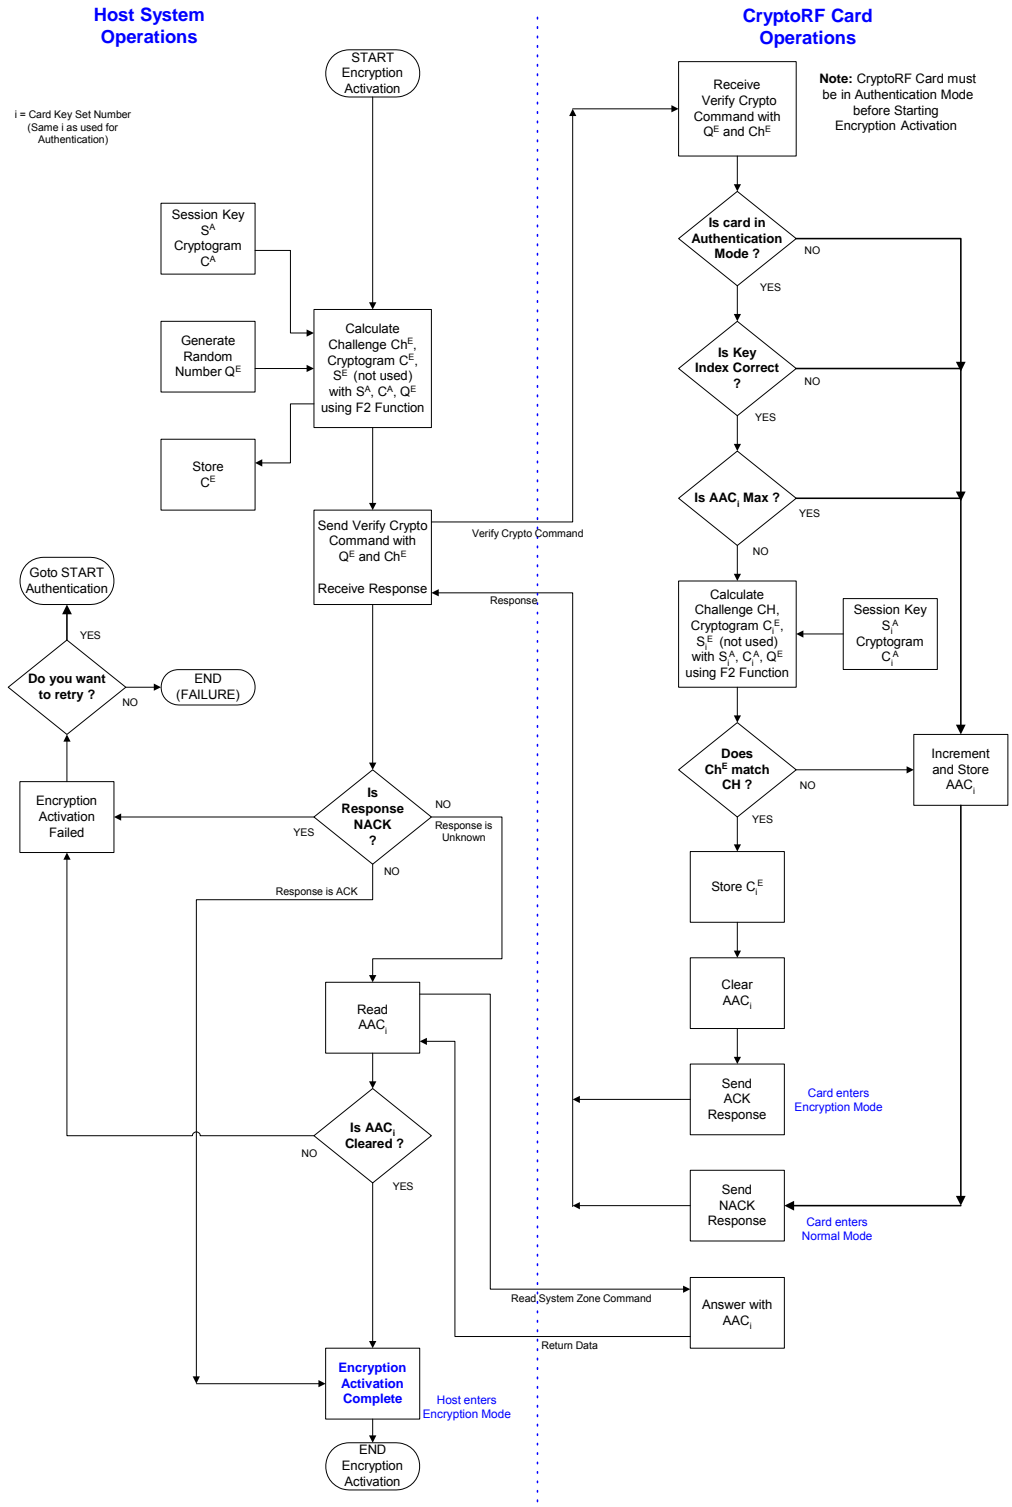 Host System
Operations
CryptoRF Card
Operations
i = Card Key Set Number
(Same i as used for
Authentication)
START
Encryption
Activation
Session Key
S^A
Cryptogram
C^A
Generate
Random
Number Q^E
Calculate
Challenge Ch^E,
Cryptogram C^E,
S^E (not used)
with S^A, C^A, Q^E
using F2 Function
Store
C^E
Send Verify Crypto
Command with
Q^E and Ch^E
Receive Response
Verify Crypto Command
Response
Goto START
Authentication
YES
Do you want
to retry ?
NO
END
(FAILURE)
Encryption
Activation
Failed
YES
Is
Response
NACK
?
NO
Response is
Unknown
NO
Response is ACK
Read
AAC_i
Is AAC_i
Cleared ?
NO
YES
Encryption
Activation
Complete
Host enters
Encryption Mode
END
Encryption
Activation
Receive
Verify Crypto
Command with
Q^E and Ch^E
Note: CryptoRF Card must
be in Authentication Mode
before Starting
Encryption Activation
Is card in
Authentication
Mode ?
NO
YES
Is Key
Index Correct
?
NO
YES
Is AAC_i Max ?
YES
NO
Calculate
Challenge CH,
Cryptogram C_i^E,
S_i^E (not used)
with S_i^A, C_i^A, Q^E
using F2 Function
Session Key
S_i^A
Cryptogram
C_i^A
Does
Ch^E match
CH ?
NO
YES
Increment
and Store
AAC_i
Store C_i^E
Clear
AAC_i
Send
ACK
Response
Card enters
Encryption Mode
Send
NACK
Response
Card enters
Normal Mode
Read System Zone Command
Answer with
AAC_i
Return Data